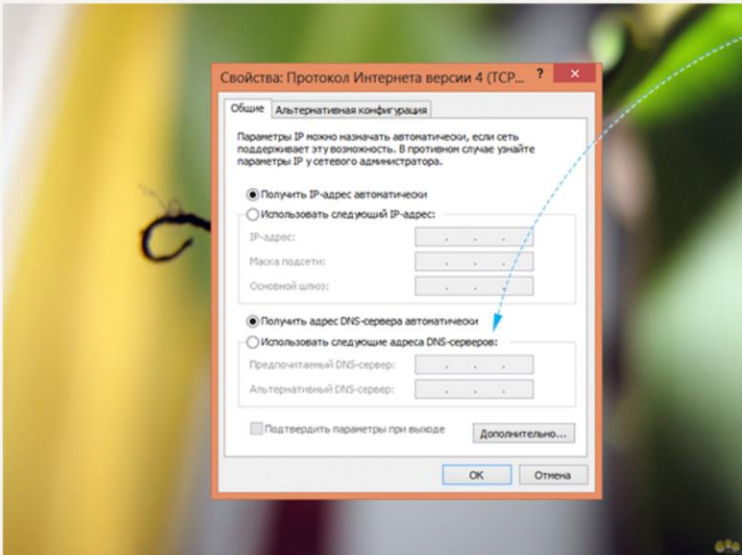 Свойства: Протокол Интернета версии 4 (TCP... ?
Общие Альтернативная конфигурация
Параметры IP можно назначать автоматически, если сеть
поддерживает эту возможность. В противном случае узнайте
параметры IP у сетевого администратора.
Получить IP-адрес автоматически
Использовать следующий IP-адрес:
IP-адрес:
Маска подсети:
Основной шлюз:
Получить адрес DNS-сервера автоматически
Использовать следующие адреса DNS-серверов:
Предпочитаемый DNS-сервер:
Альтернативный DNS-сервер:
Подтвердить параметры при выходе
Дополнительно...
OK Отмена